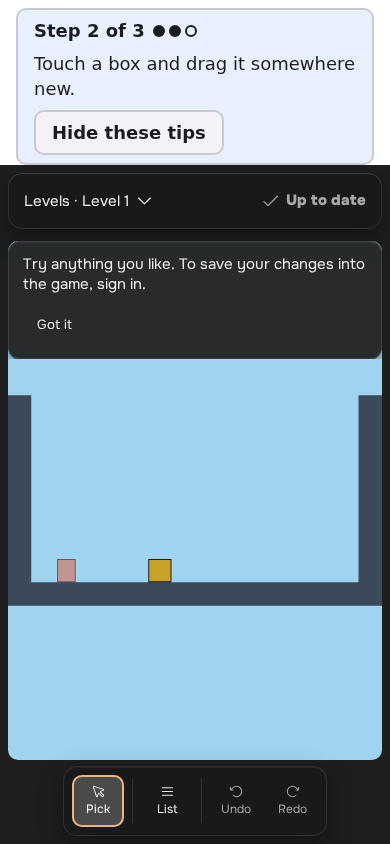 Step 2 of 3
Touch a box and drag it somewhere
new.
Hide these tips
Levels · Level 1
Up to date
Try anything you like. To save your changes into
the game, sign in.
Got it
Pick
List
Undo
Redo